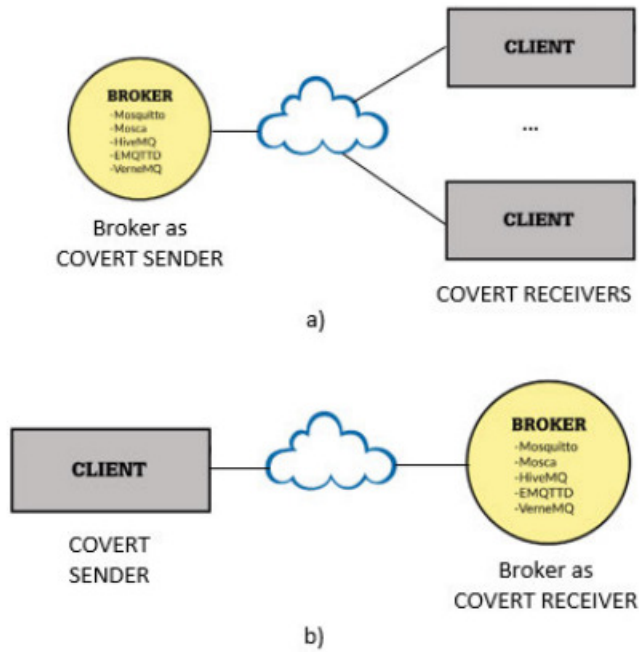 BROKER
-Mosquitto
-Mosca
-HiveMQ
-EMQTTD
-VerneMQ
Broker as
COVERT SENDER
CLIENT
...
CLIENT
COVERT RECEIVERS
a)
CLIENT
COVERT
SENDER
BROKER
-Mosquitto
-Mosca
-HiveMQ
-EMQTTD
-VerneMQ
Broker as
COVERT RECEIVER
b)